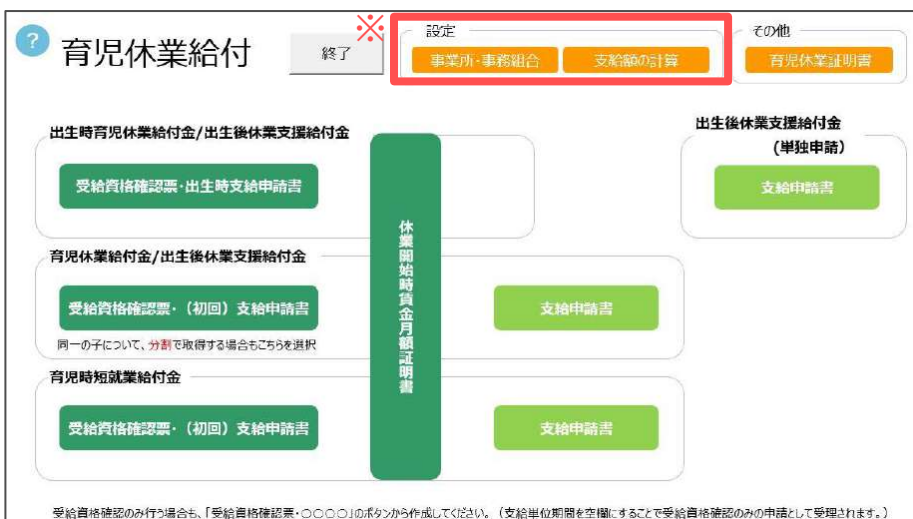 ?
育児休業給付
終了
※
設定
事業所・事務組合
支給額の計算
その他
育児休業証明書
出生時育児休業給付金/出生後休業支援給付金
受給資格確認票・出生時支給申請書
出生後休業支援給付金
(単独申請)
支給申請書
休業開始時賃金月額証明書
育児休業給付金/出生後休業支援給付金
受給資格確認票・（初回）支給申請書
支給申請書
同一の子について、分割で取得する場合もこちらを選択
育児時短就業給付金
受給資格確認票・（初回）支給申請書
支給申請書
受給資格確認のみ行う場合も、「受給資格確認票・〇〇〇〇」のボタンから作成してください。（支給単位期間を空欄にすることで受給資格確認のみの申請として受理されます。）